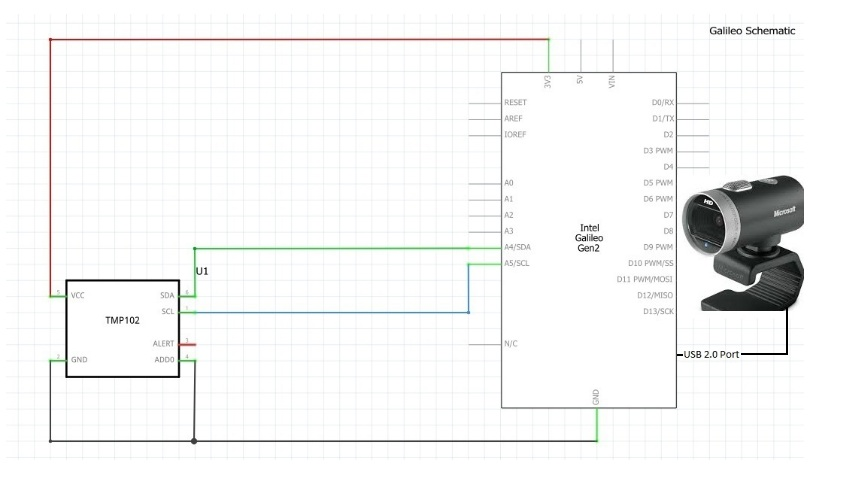 Galileo Schematic
3V3
5V
VIN
RESET
AREF
IOREF
A0
A1
A2
A3
A4/SDA
A5/SCL
N/C
D0/RX
D1/TX
D2
D3 PWM
D4
D5 PWM
D6 PWM
D7
D8
D9 PWM
D10 PWM/SS
D11 PWM/MOSI
D12/MISO
D13/SCK
Intel
Galileo
Gen2
GND
USB 2.0 Port
HD
Microsoft
U1
VCC
SDA
SCL
TMP102
ALERT
GND
ADD0